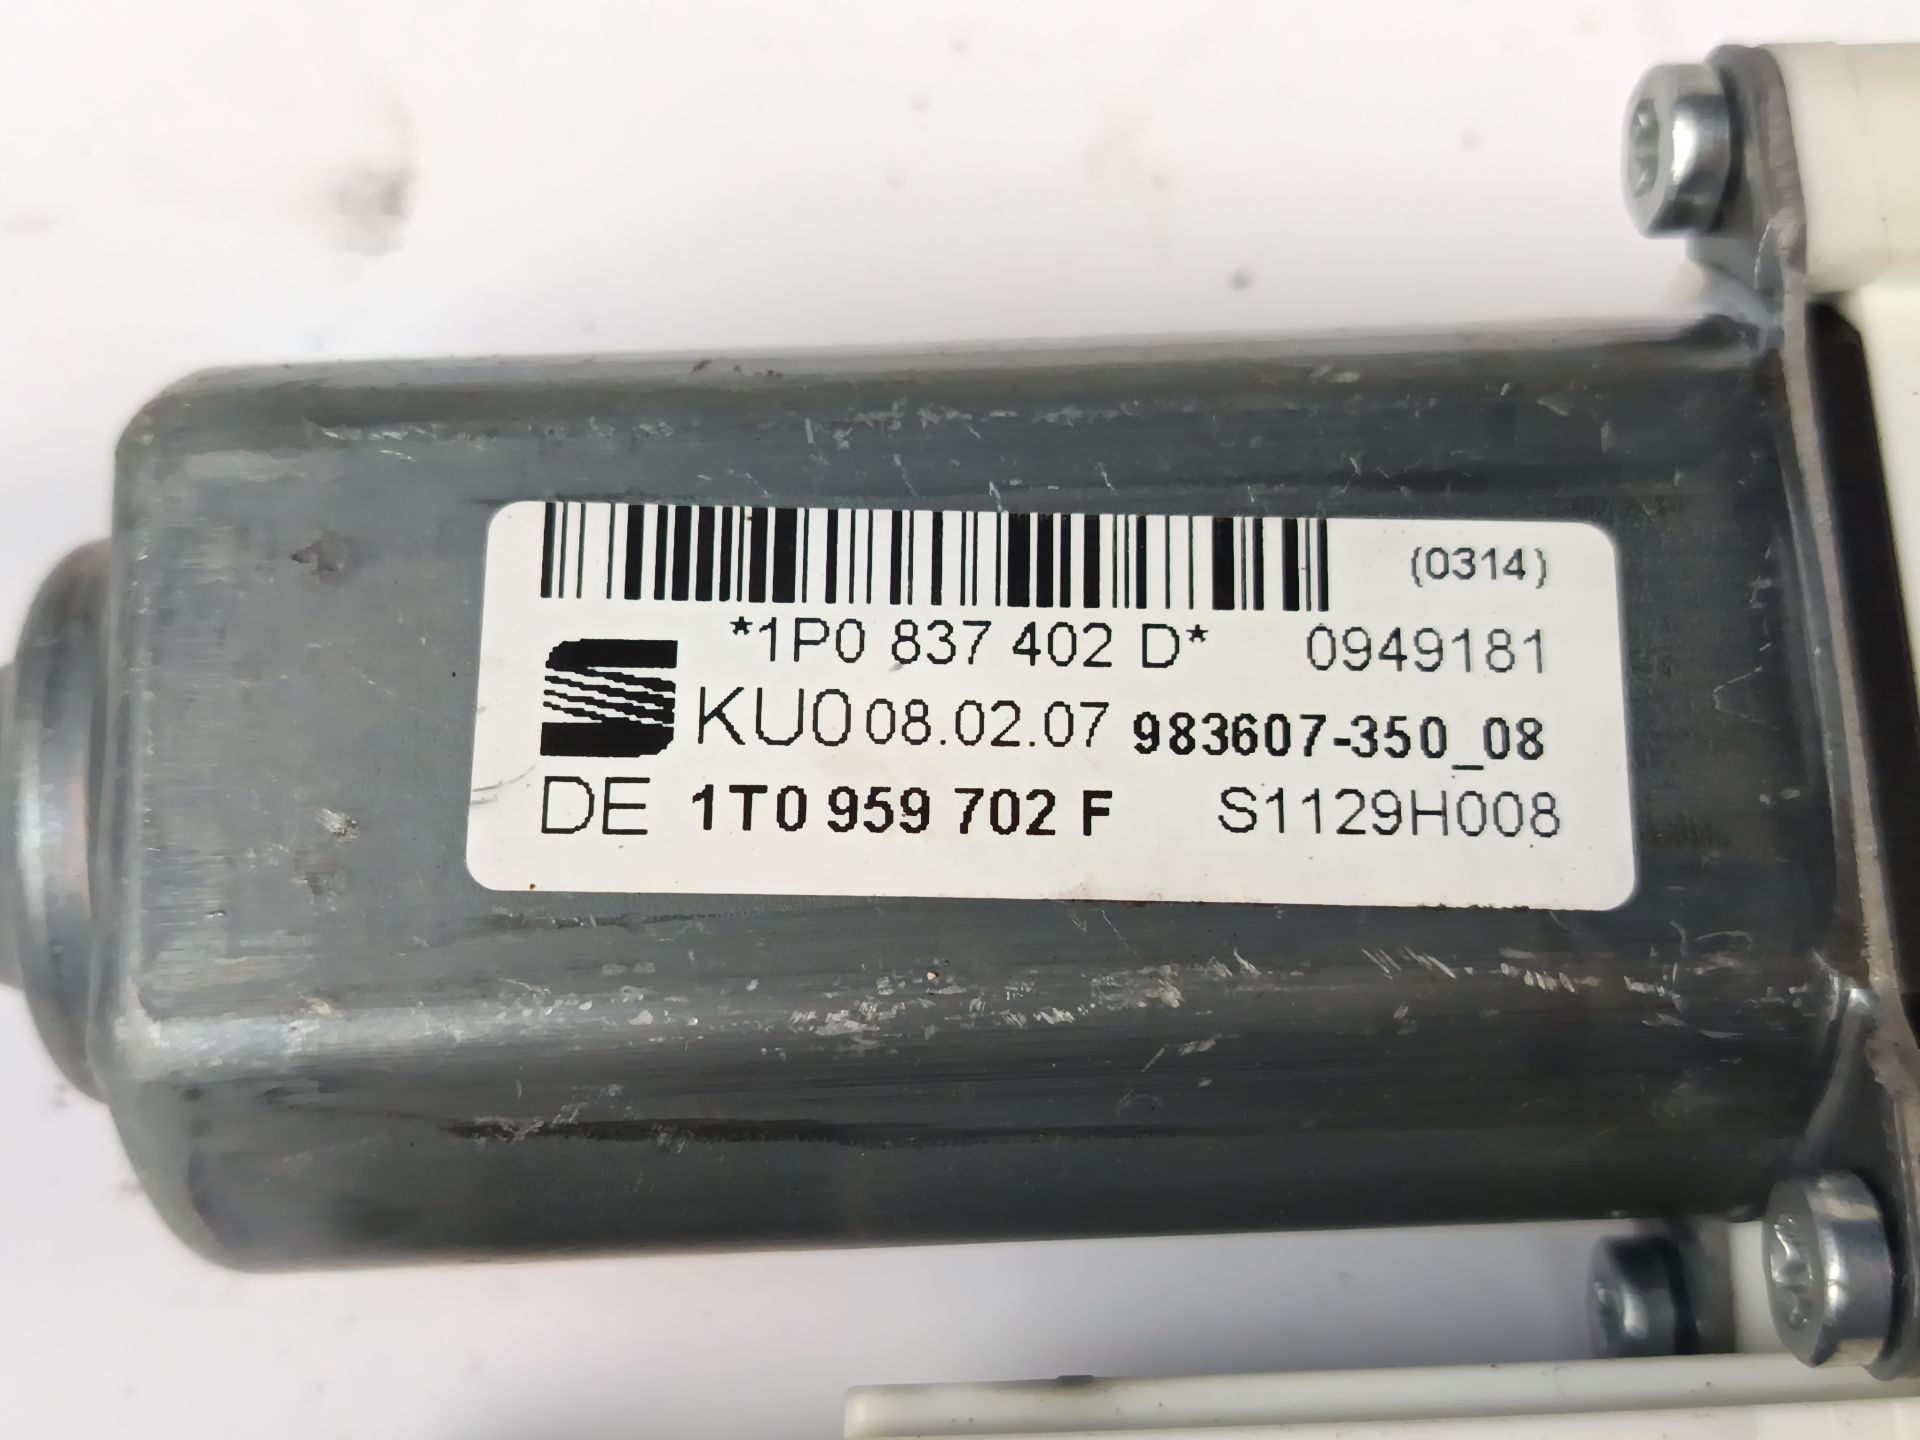 (0314)
*1P0 837 402 D* 0949181
KU0 08.02.07 983607-350_08
DE 1T0 959 702 F S1129H008